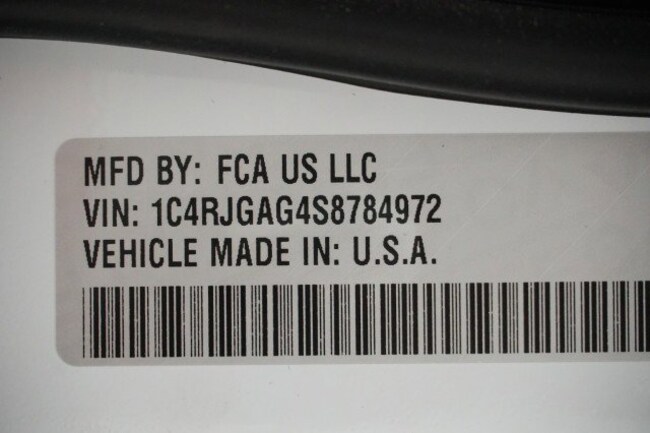 MFD BY: FCA US LLC
VIN: 1C4RJGAG4S8784972
VEHICLE MADE IN: U.S.A.